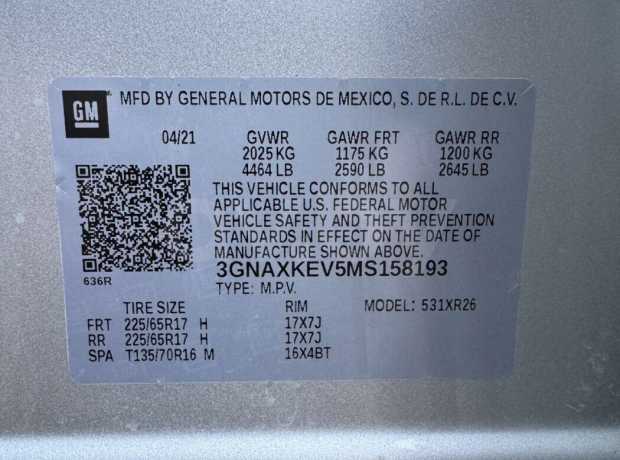 GM
MFD BY GENERAL MOTORS DE MEXICO, S. DE R.L. DE C.V.
04/21 GVWR GAWR FRT GAWR RR
2025 KG 1175 KG 1200 KG
4464 LB 2590 LB 2645 LB
THIS VEHICLE CONFORMS TO ALL
APPLICABLE U.S. FEDERAL MOTOR
VEHICLE SAFETY AND THEFT PREVENTION
STANDARDS IN EFFECT ON THE DATE OF
MANUFACTURE SHOWN ABOVE.
3GNAXKEV5MS158193
636R
TYPE: M.P.V.
TIRE SIZE RIM MODEL: 531XR26
FRT 225/65R17 H 17X7J
RR 225/65R17 H 17X7J
SPA T135/70R16 M 16X4BT